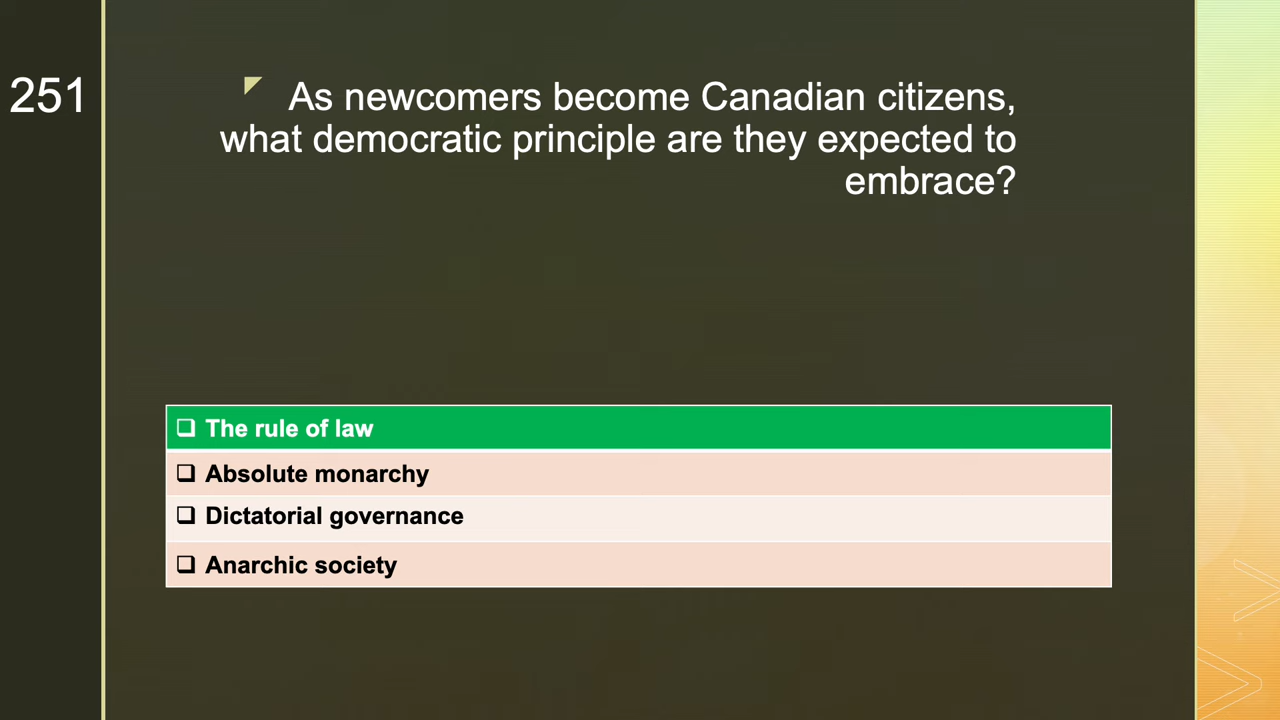 251
As newcomers become Canadian citizens,
what democratic principle are they expected to
embrace?
❑ The rule of law
❑ Absolute monarchy
❑ Dictatorial governance
❑ Anarchic society